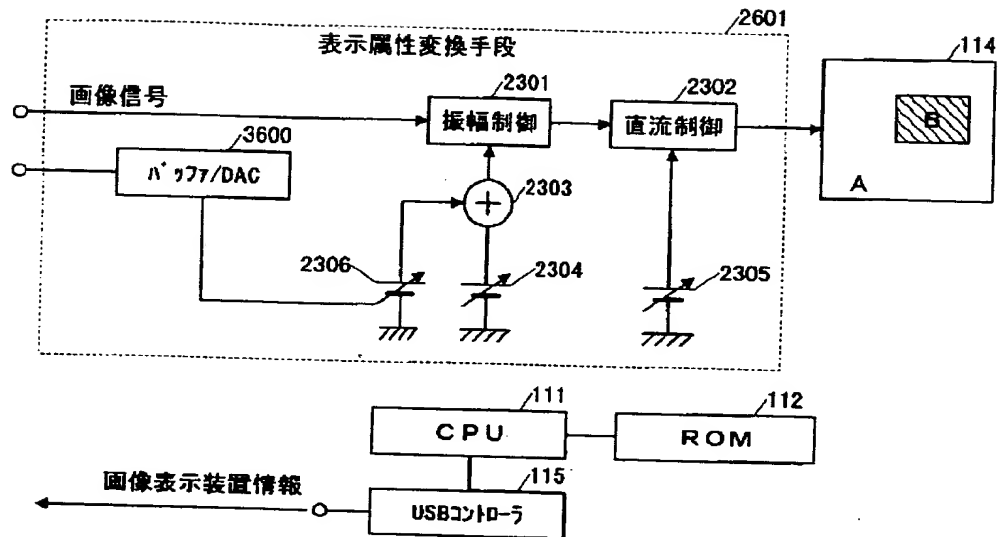 2601
表示属性変換手段
114
画像信号
2301
振幅制御
2302
直流制御
B
A
3600
バッファ/DAC
2303
+
2306
2304
2305
111
CPU
112
ROM
画像表示装置情報
115
USBコントローラ